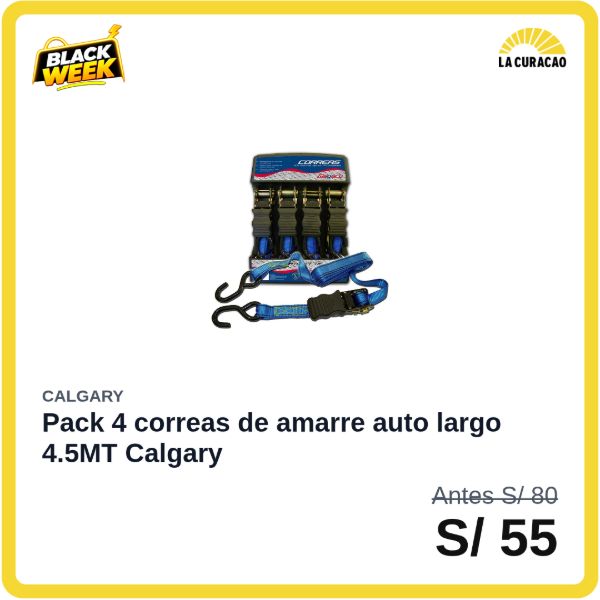 BLACK
WEEK
LA CURACAO
CORREAS
CALGARY
Pack 4 correas de amarre auto largo
4.5MT Calgary
Antes S/ 80
S/ 55